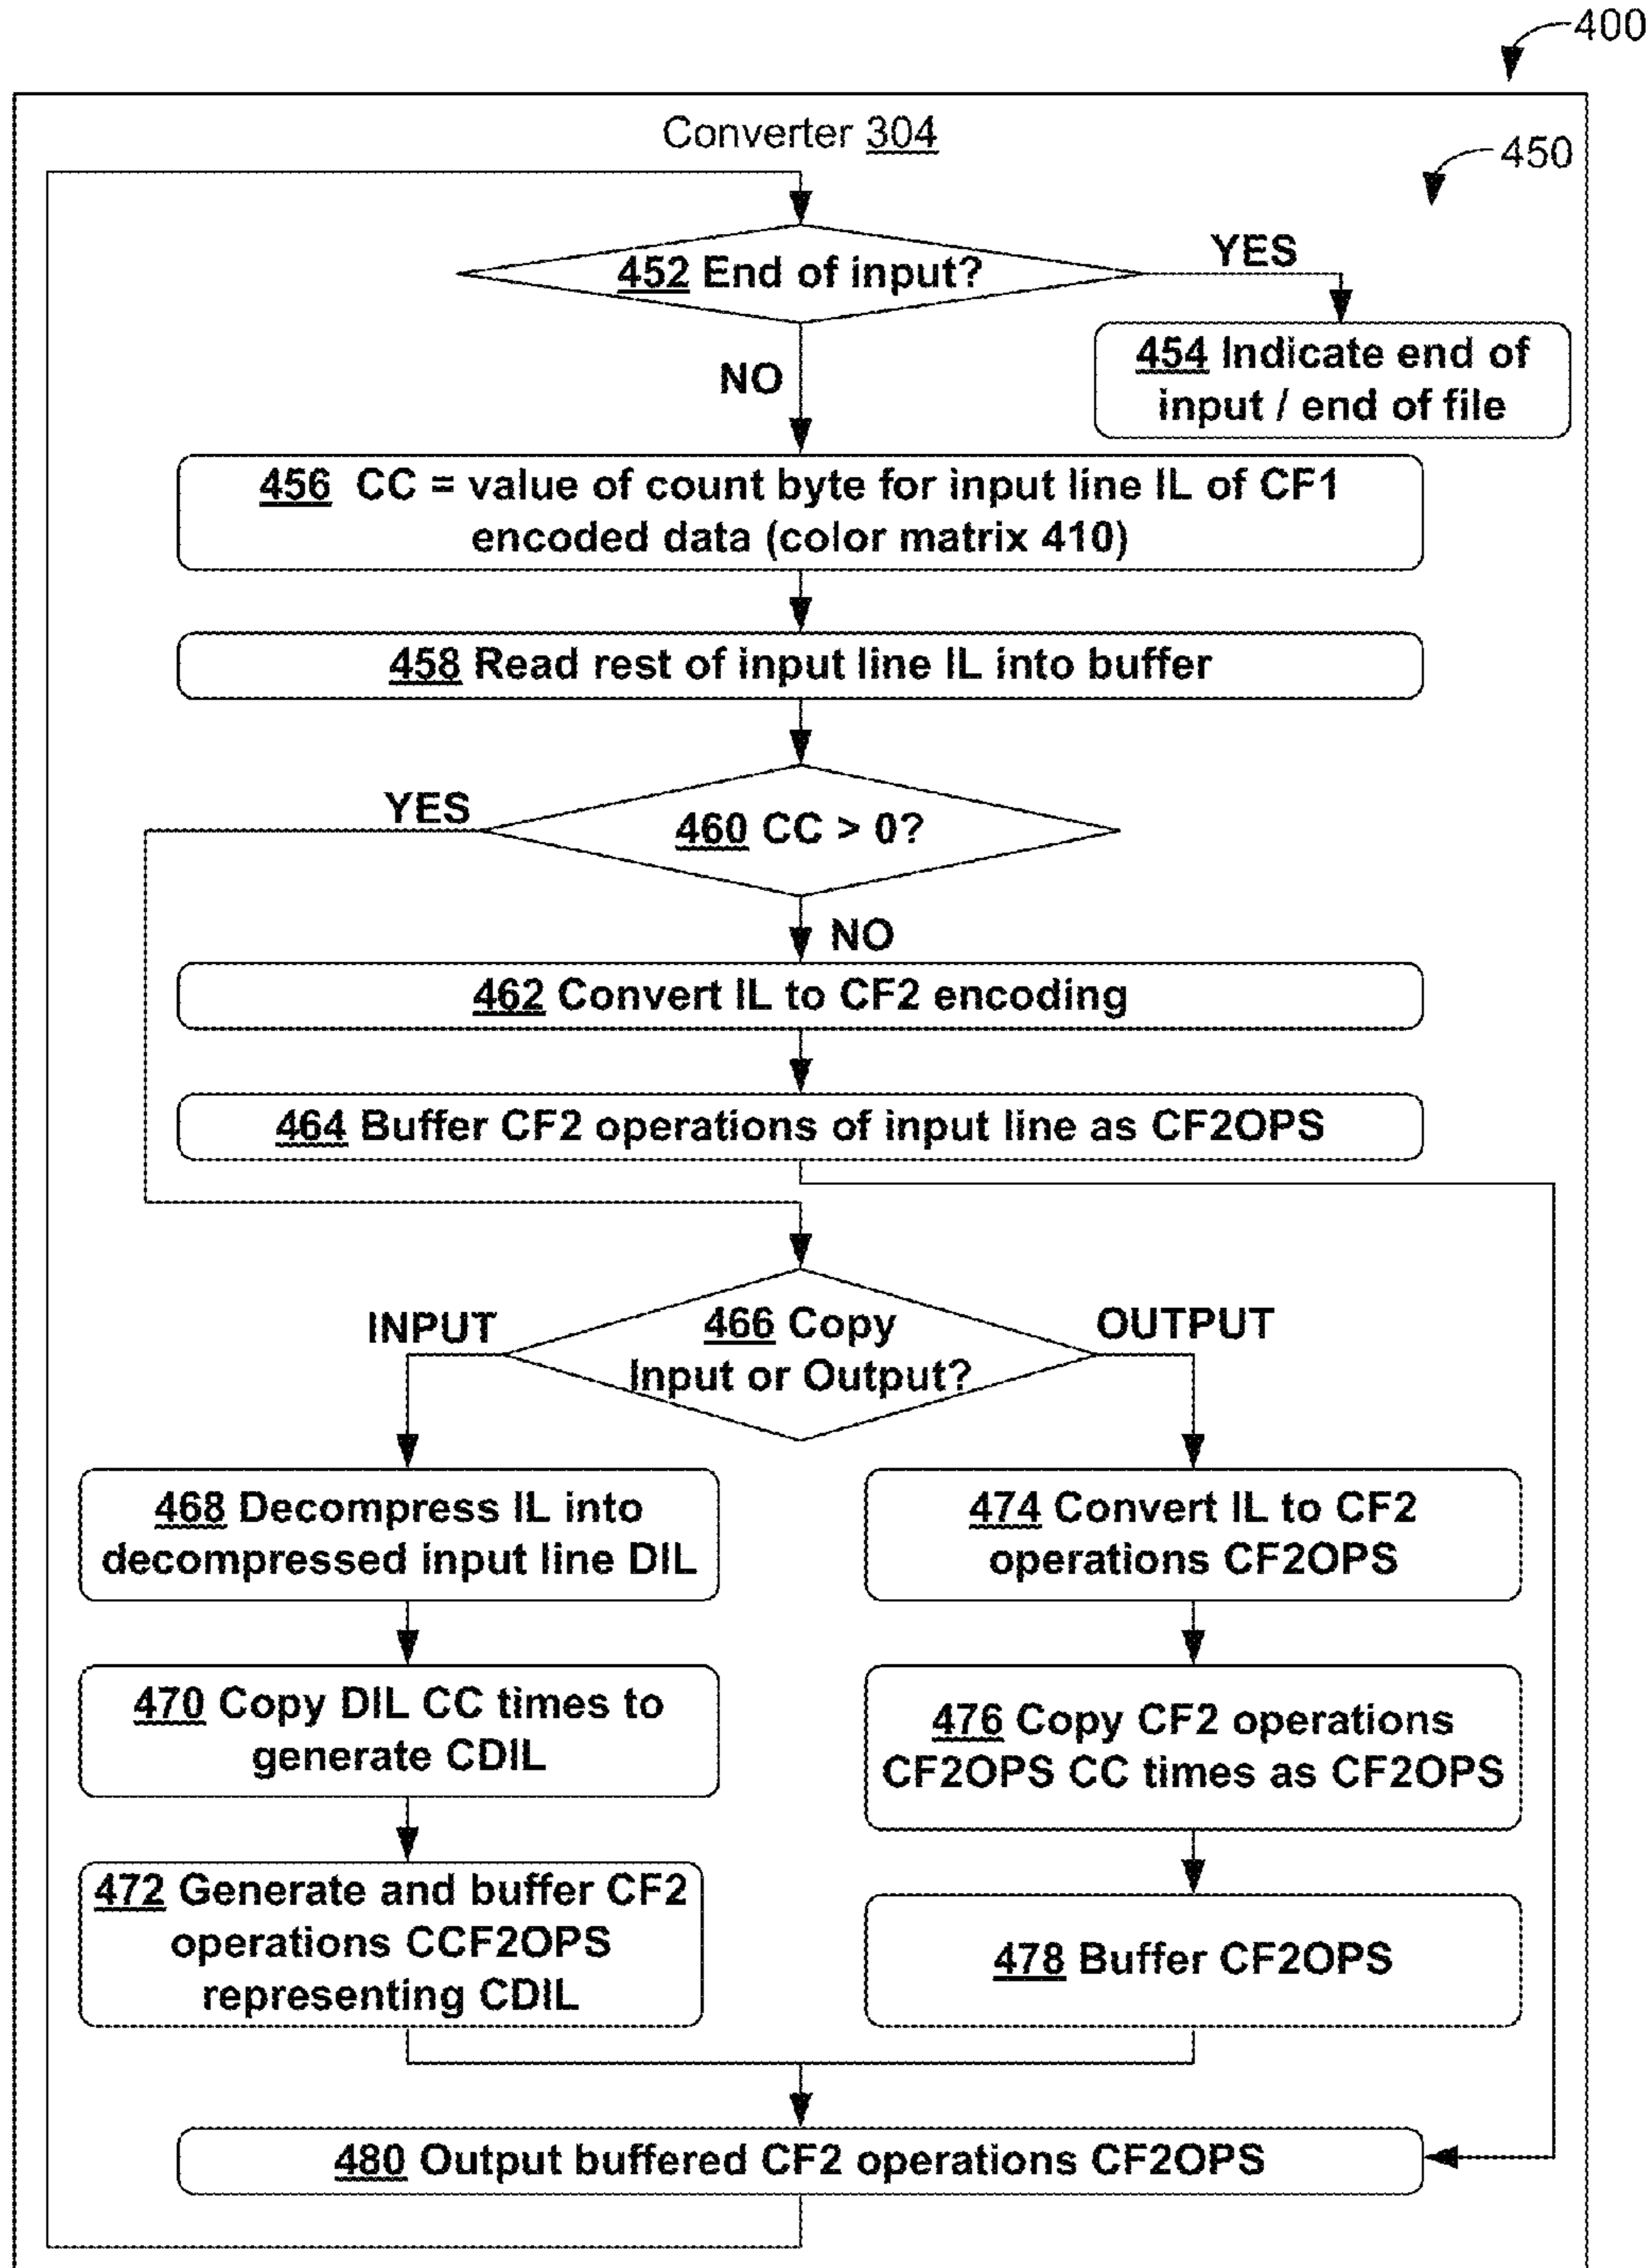 400
Converter 304
450
452 End of input?
YES
454 Indicate end of
input / end of file
NO
456 CC = value of count byte for input line IL of CF1
encoded data (color matrix 410)
458 Read rest of input line IL into buffer
YES
460 CC > 0?
NO
462 Convert IL to CF2 encoding
464 Buffer CF2 operations of input line as CF2OPS
INPUT
466 Copy
Input or Output?
OUTPUT
468 Decompress IL into
decompressed input line DIL
474 Convert IL to CF2
operations CF2OPS
470 Copy DIL CC times to
generate CDIL
476 Copy CF2 operations
CF2OPS CC times as CF2OPS
472 Generate and buffer CF2
operations CCF2OPS
representing CDIL
478 Buffer CF2OPS
480 Output buffered CF2 operations CF2OPS